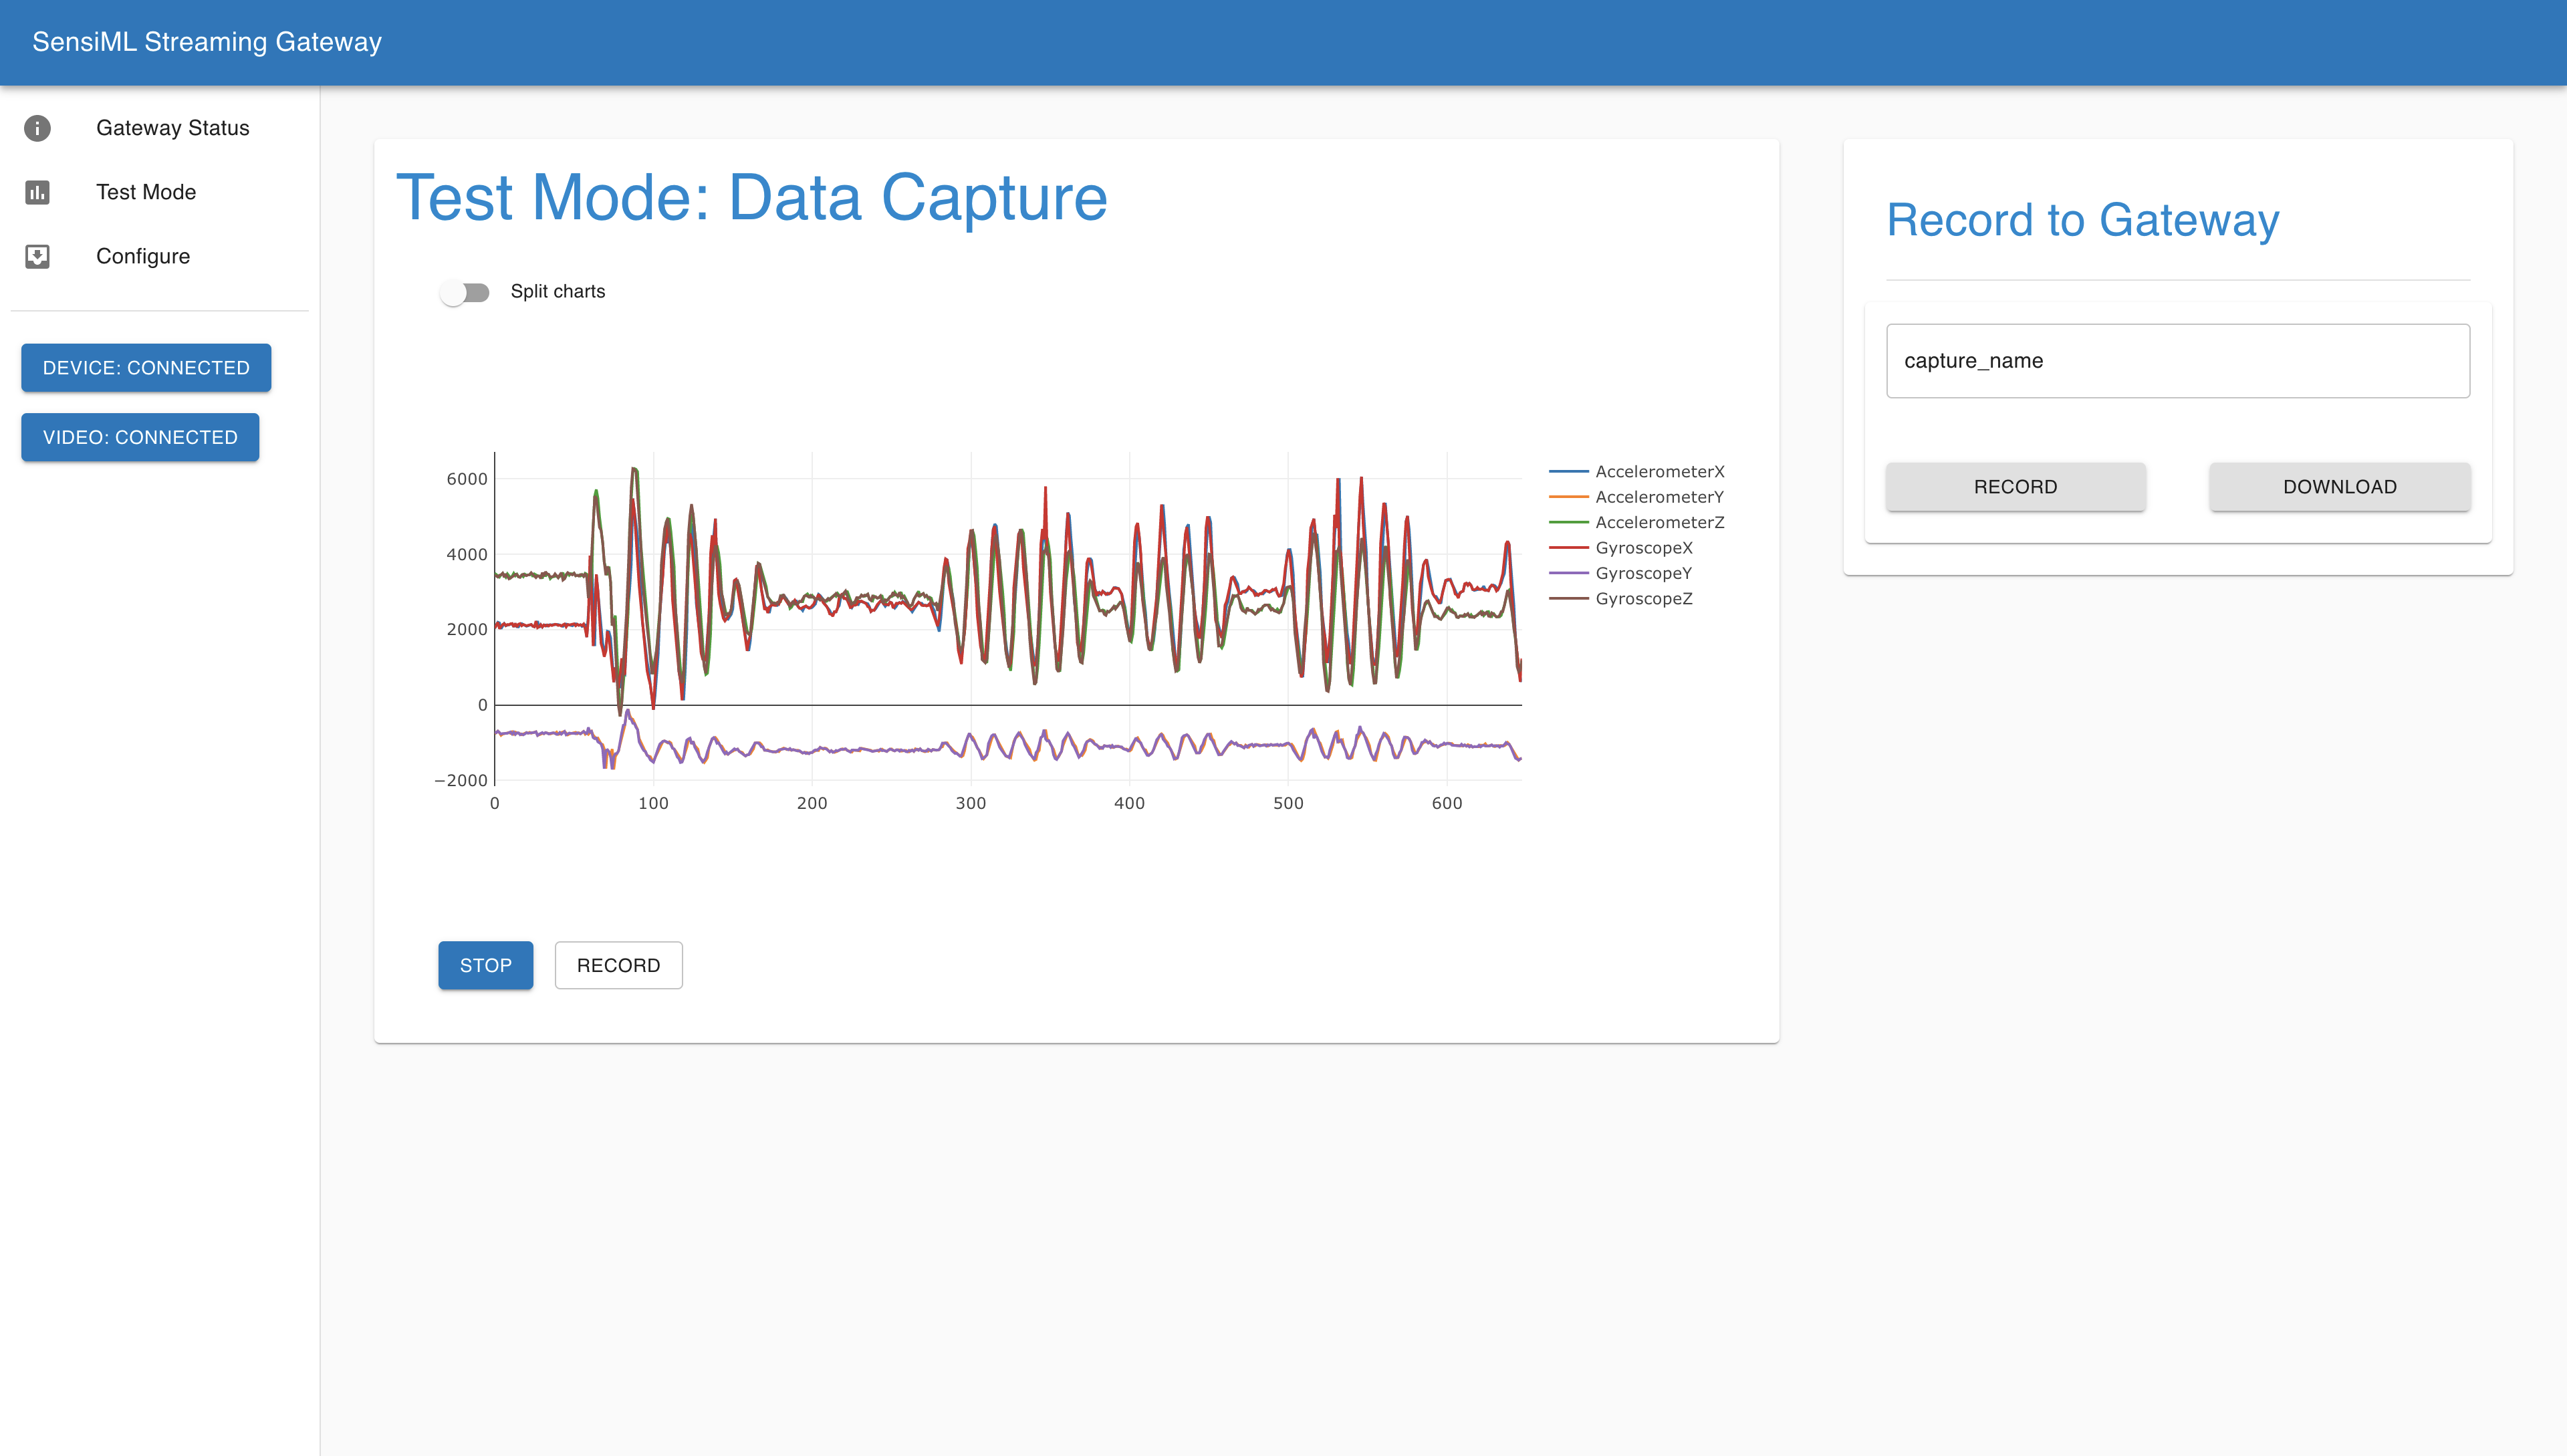 SensiML Streaming Gateway
Gateway Status
Test Mode
Configure
DEVICE: CONNECTED
VIDEO: CONNECTED
Test Mode: Data Capture
Split charts
6000
4000
2000
0
−2000
0 100 200 300 400 500 600
AccelerometerX
AccelerometerY
AccelerometerZ
GyroscopeX
GyroscopeY
GyroscopeZ
STOP RECORD
Record to Gateway
capture_name
RECORD DOWNLOAD